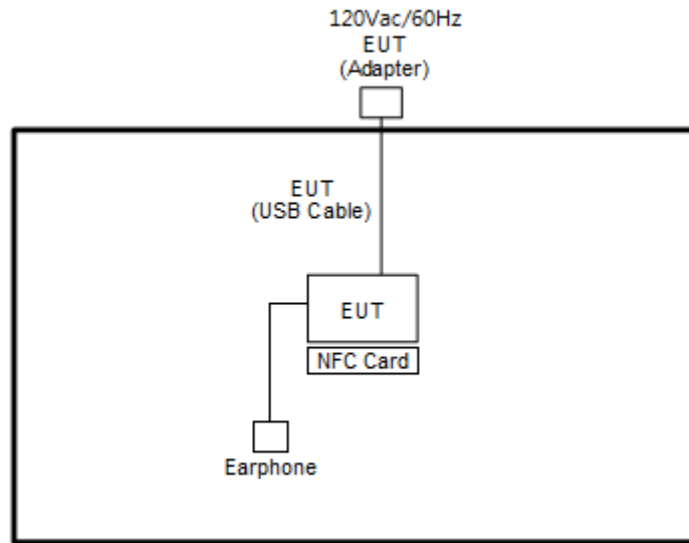 120Vac/60Hz
EUT
(Adapter)
EUT
(USB Cable)
EUT
NFC Card
Earphone